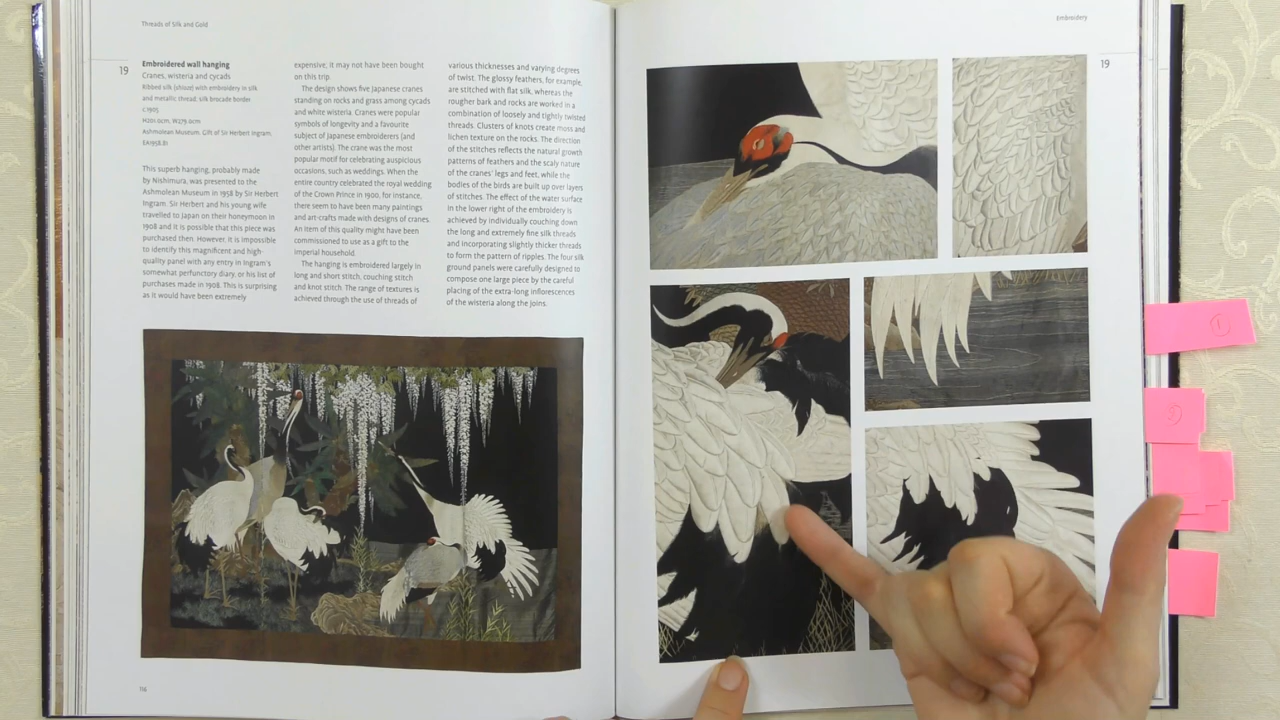 Threads of Silk and Gold
19
Embroidered wall hanging
Cranes, wisteria and cycads
Ribbed silk (shioze) with embroidery in silk
and metallic thread; silk brocade border
c.1905
H201.0cm, W279.0cm
Ashmolean Museum. Gift of Sir Herbert Ingram.
EA1958.81
This superb hanging, probably made
by Nishimura, was presented to the
Ashmolean Museum in 1958 by Sir Herbert
Ingram. Sir Herbert and his young wife
travelled to Japan on their honeymoon in
1908 and it is possible that this piece was
purchased then. However, it is impossible
to identify this magnificent and high-
quality panel with any entry in Ingram's
somewhat perfunctory diary, or his list of
purchases made in 1908. This is surprising
as it would have been extremely
expensive, it may not have been bought
on this trip.
The design shows five Japanese cranes
standing on rocks and grass among cycads
and white wisteria. Cranes were popular
symbols of longevity and a favourite
subject of Japanese embroiderers (and
other artists). The crane was the most
popular motif for celebrating auspicious
occasions, such as weddings. When the
entire country celebrated the royal wedding
of the Crown Prince in 1900, for instance,
there seem to have been many paintings
and art-crafts made with designs of cranes.
An item of this quality might have been
commissioned to use as a gift to the
imperial household.
The hanging is embroidered largely in
long and short stitch, couching stitch
and knot stitch. The range of textures is
achieved through the use of threads of
various thicknesses and varying degrees
of twist. The glossy feathers, for example,
are stitched with flat silk, whereas the
rougher bark and rocks are worked in a
combination of loosely and tightly twisted
threads. Clusters of knots create moss and
lichen texture on the rocks. The direction
of the stitches reflects the natural growth
patterns of feathers and the scaly nature
of the cranes' legs and feet, while the
bodies of the birds are built up over layers
of stitches. The effect of the water surface
in the lower right of the embroidery is
achieved by individually couching down
the long and extremely fine silk threads
and incorporating slightly thicker threads
to form the pattern of ripples. The four silk
ground panels were carefully designed to
compose one large piece by the careful
placing of the extra-long inflorescences
of the wisteria along the joins.
116
Embroidery
19